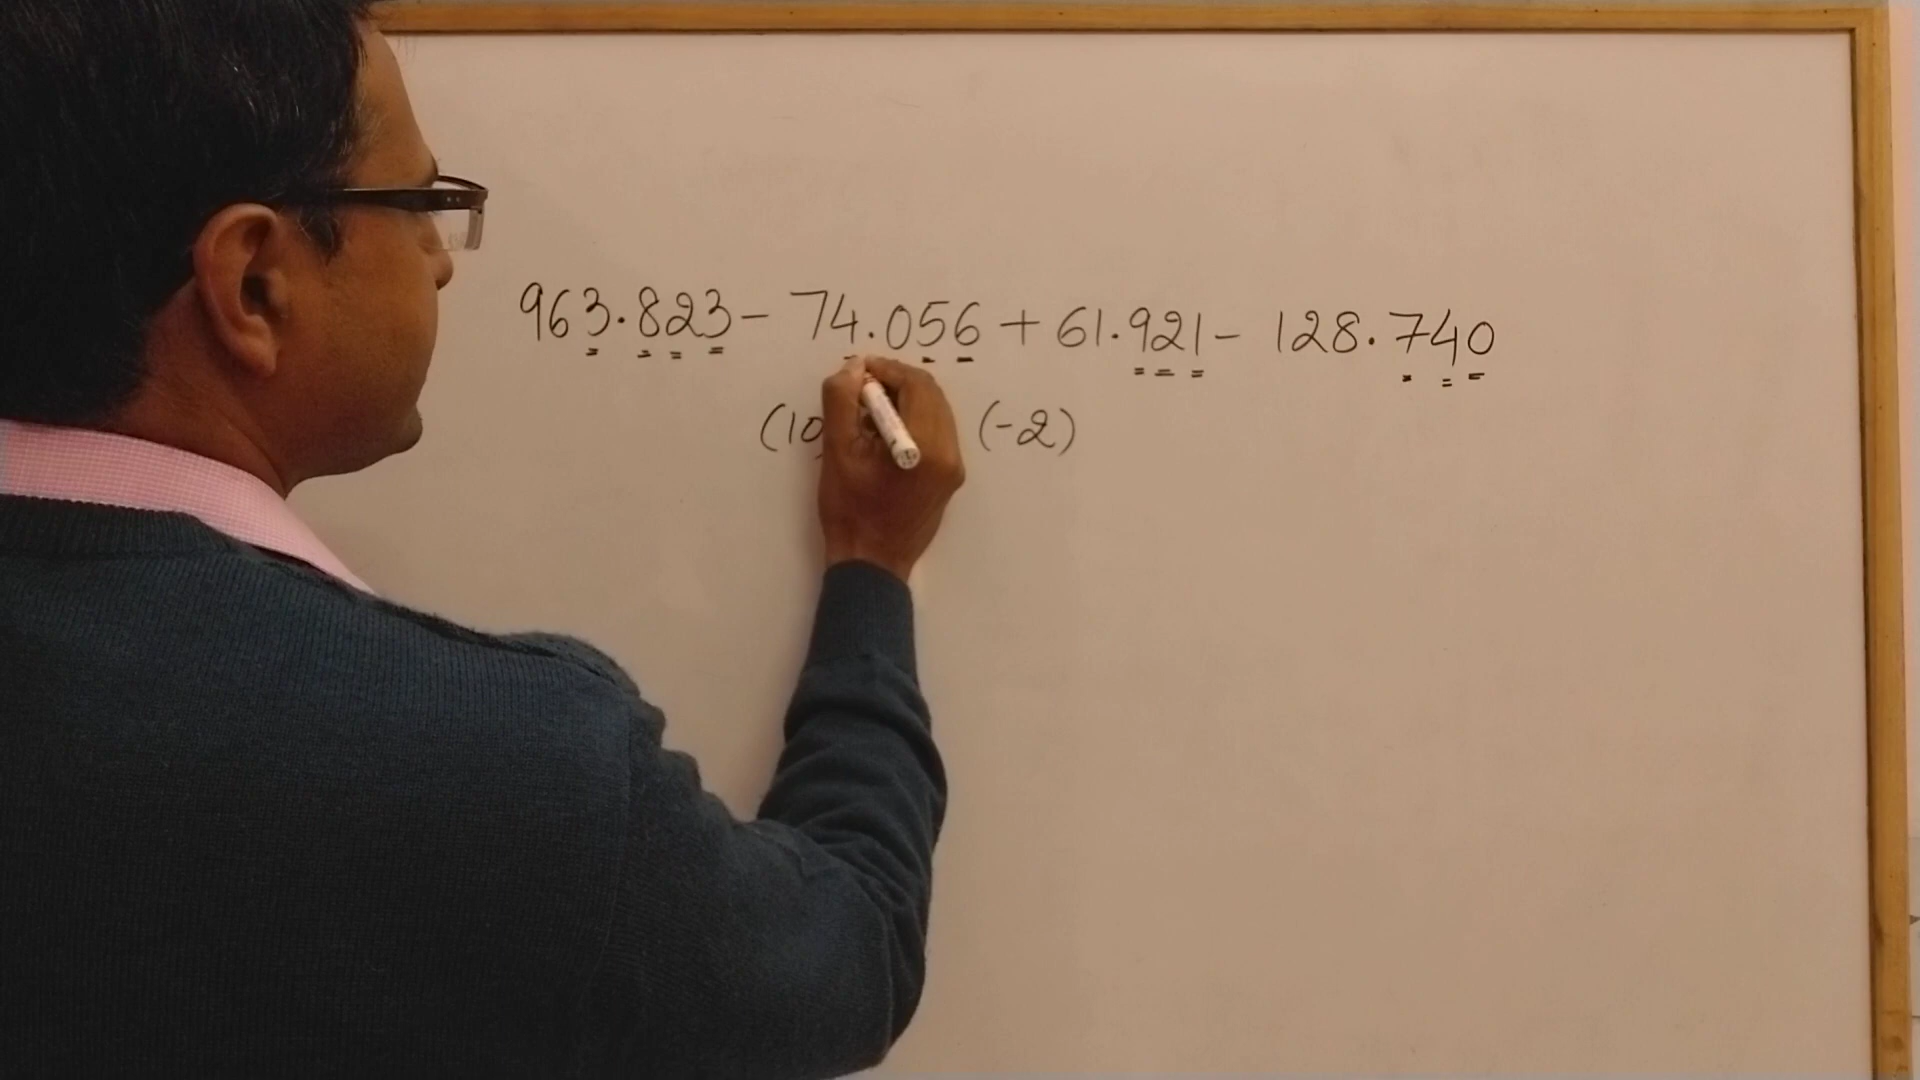 963.823 - 74.056 + 61.921 - 128.740
(10) (-2)